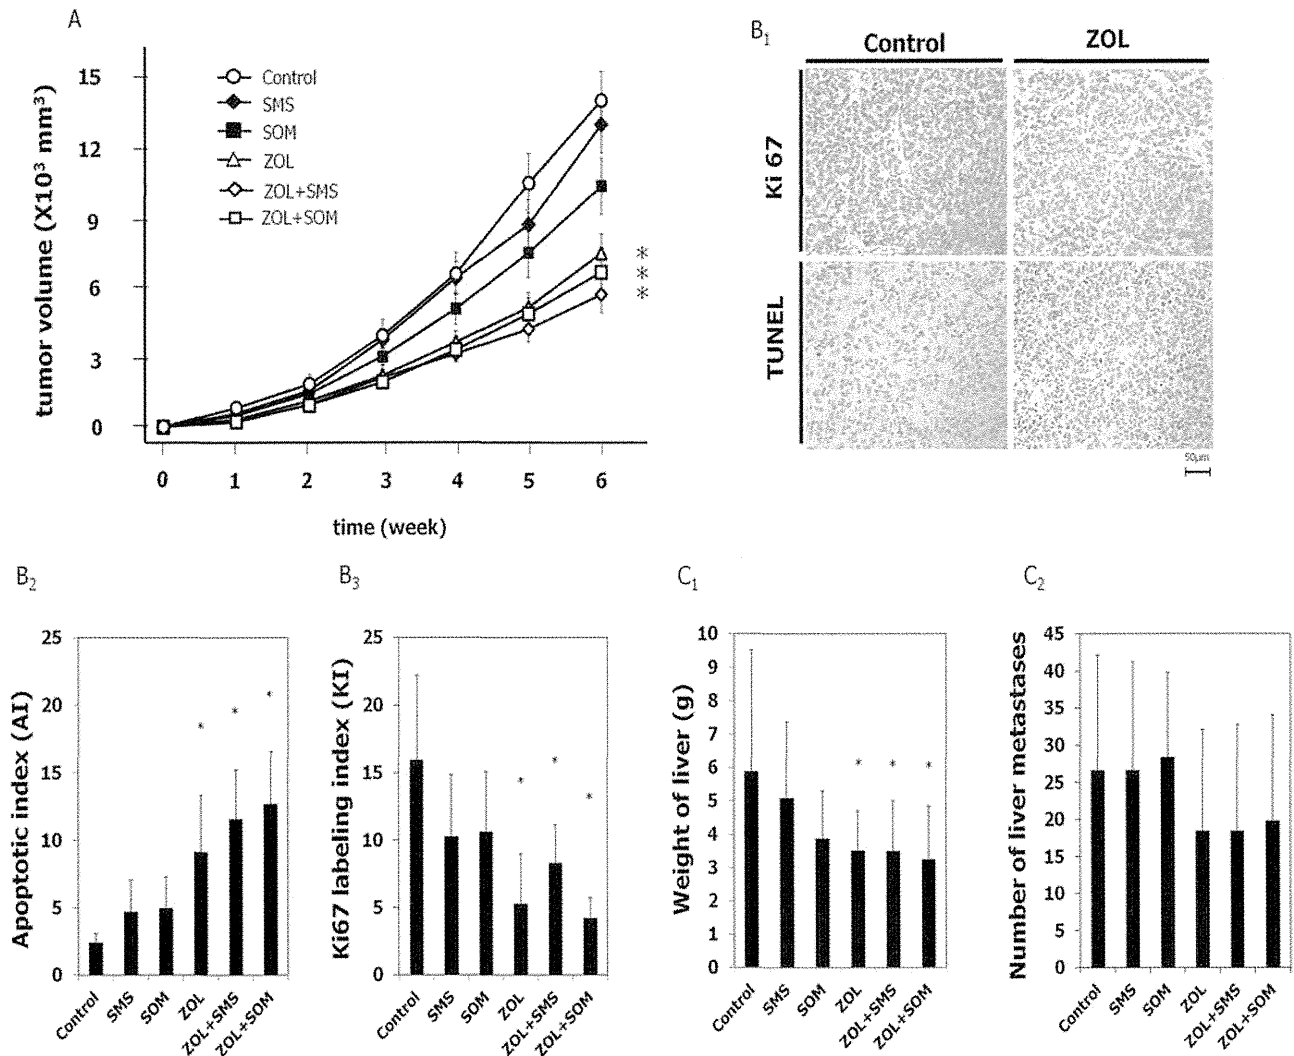 A
tumor volume (X10³ mm³)
15
12
9
6
3
0
Control
SMS
SOM
ZOL
ZOL+SMS
ZOL+SOM
*
*
*
0 1 2 3 4 5 6
time (week)
B₁
Control ZOL
Ki 67
TUNEL
50μm
B₂
Apoptotic index (AI)
25
20
15
10
5
0
* * *
Control SMS SOM ZOL ZOL+SMS ZOL+SOM
B₃
Ki67 labeling index (KI)
25
20
15
10
5
0
* * *
Control SMS SOM ZOL ZOL+SMS ZOL+SOM
C₁
Weight of liver (g)
10
9
8
7
6
5
4
3
2
1
0
* * *
Control SMS SOM ZOL ZOL+SMS ZOL+SOM
C₂
Number of liver metastases
45
40
35
30
25
20
15
10
5
0
Control SMS SOM ZOL ZOL+SMS ZOL+SOM